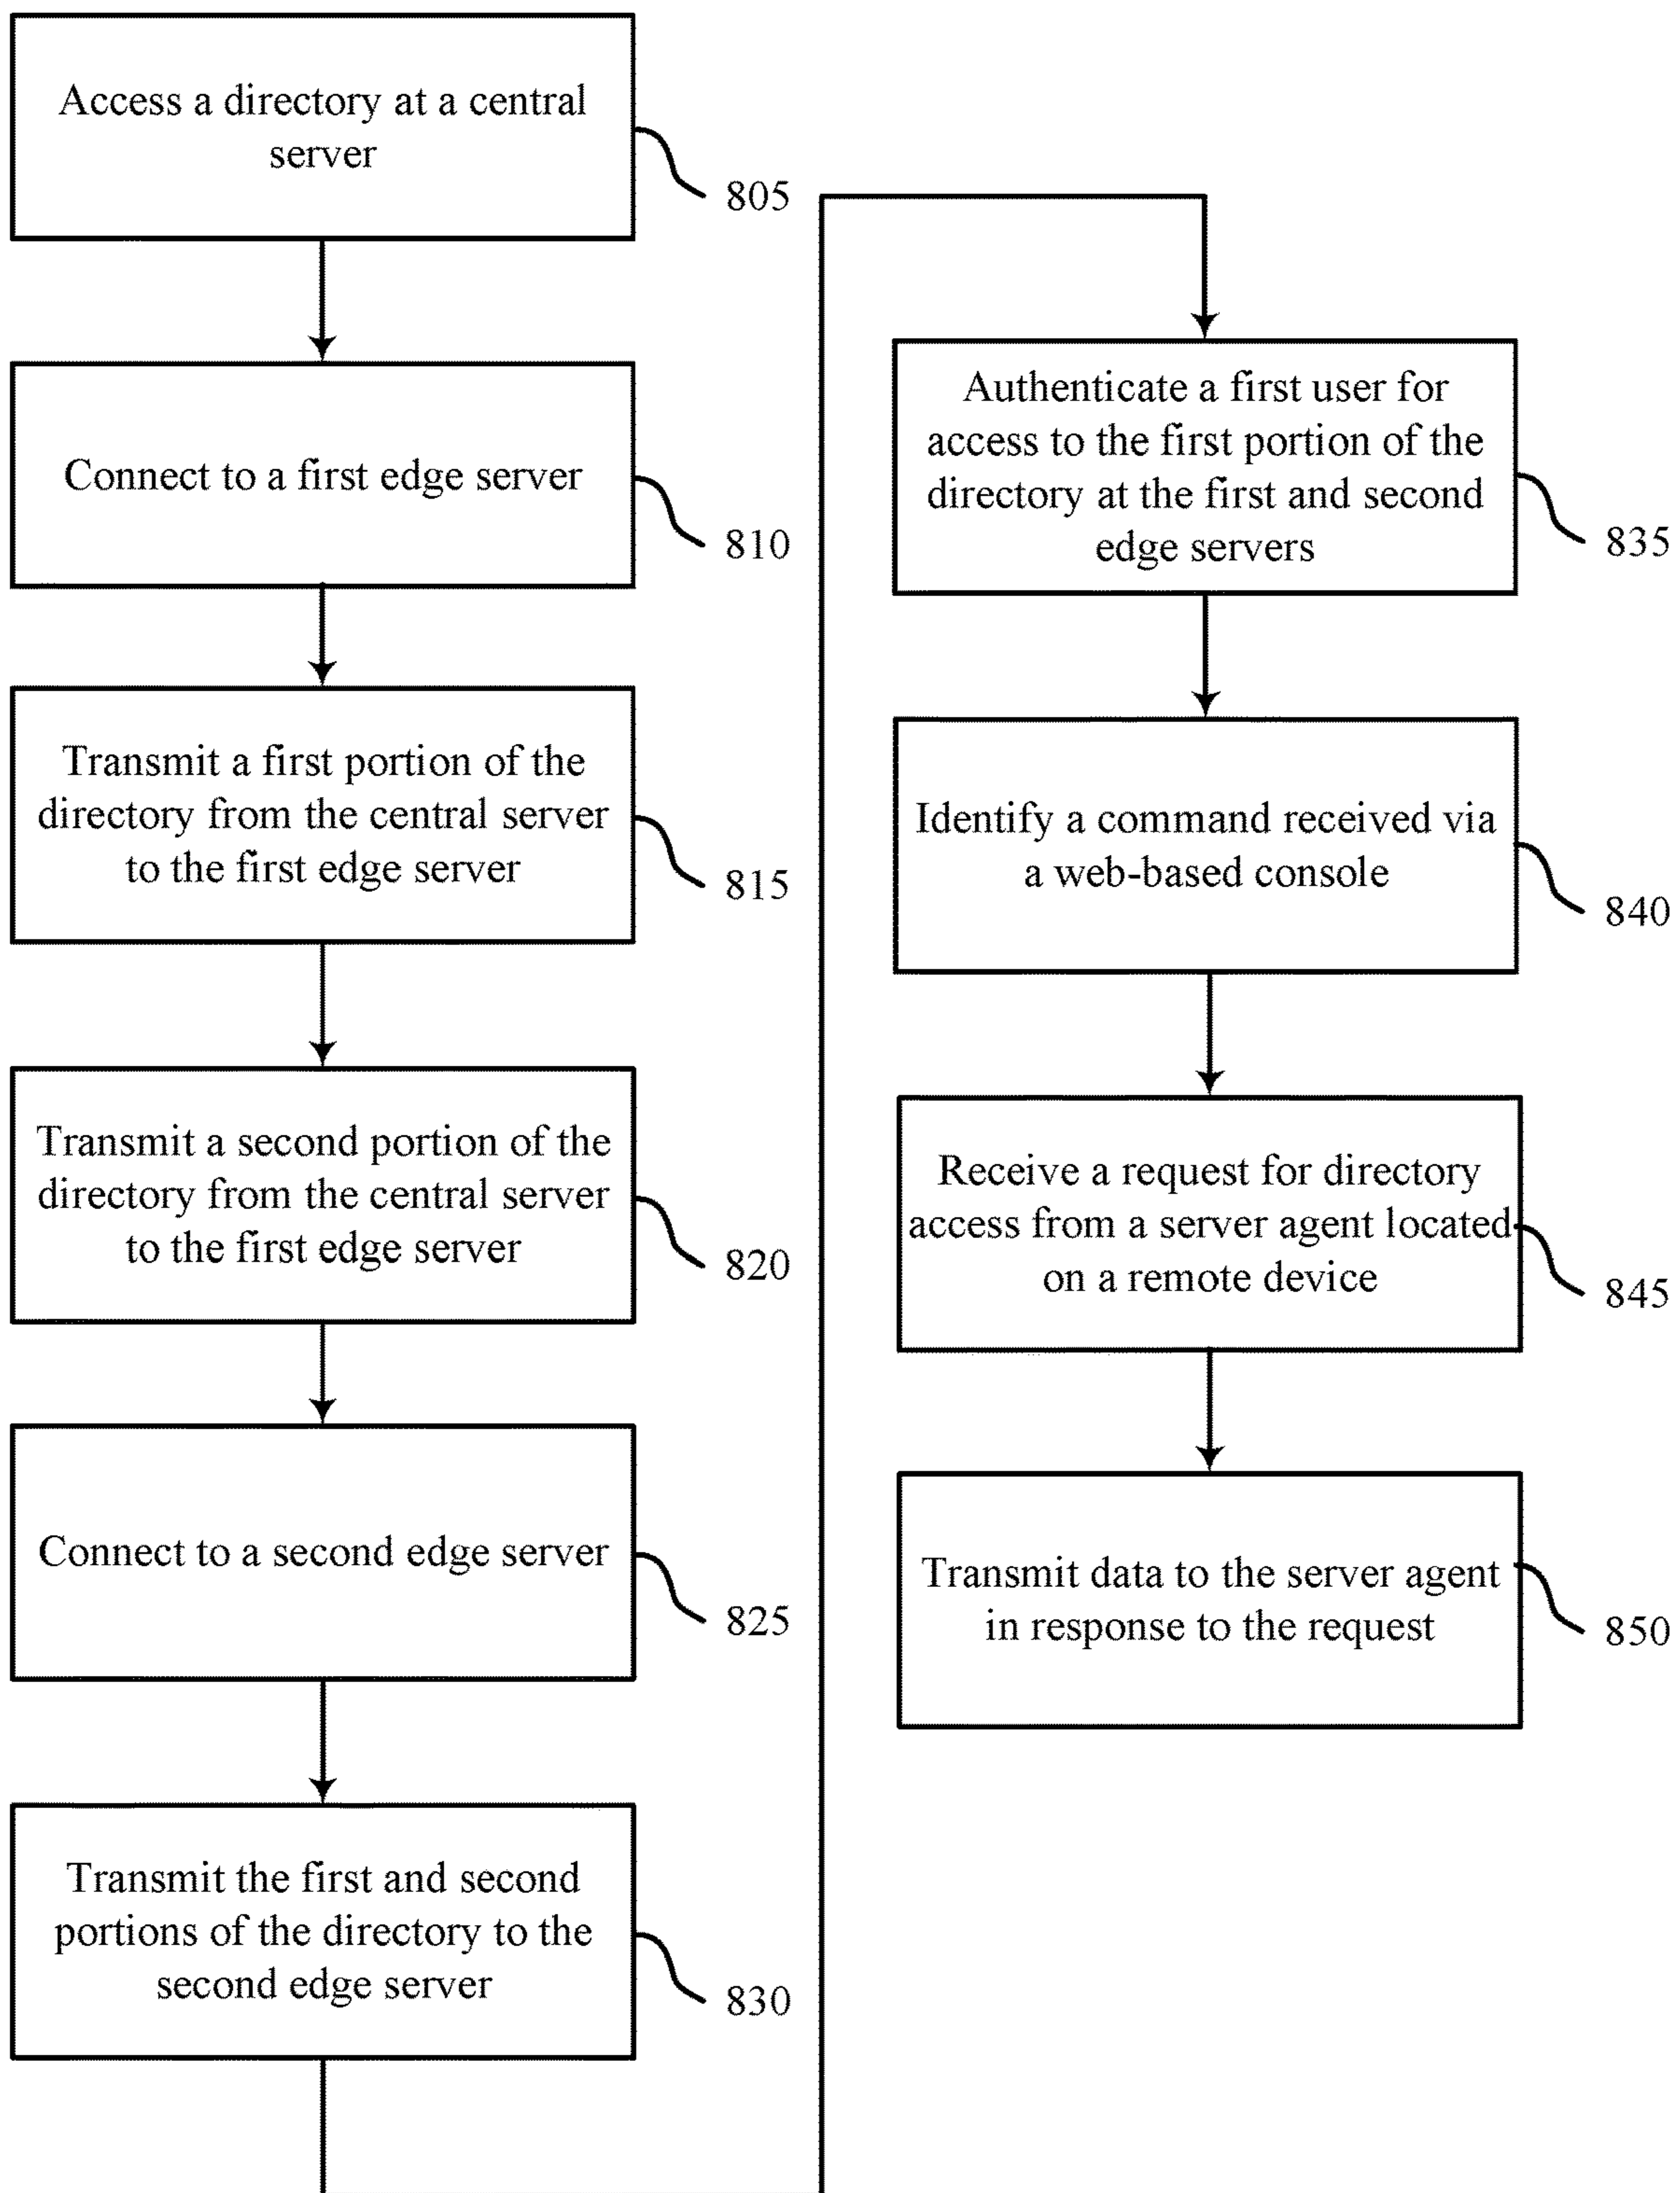 Access a directory at a central
server
805
Connect to a first edge server
810
Transmit a first portion of the
directory from the central server
to the first edge server
815
Transmit a second portion of the
directory from the central server
to the first edge server
820
Connect to a second edge server
825
Transmit the first and second
portions of the directory to the
second edge server
830
Authenticate a first user for
access to the first portion of the
directory at the first and second
edge servers
835
Identify a command received via
a web-based console
840
Receive a request for directory
access from a server agent located
on a remote device
845
Transmit data to the server agent
in response to the request
850